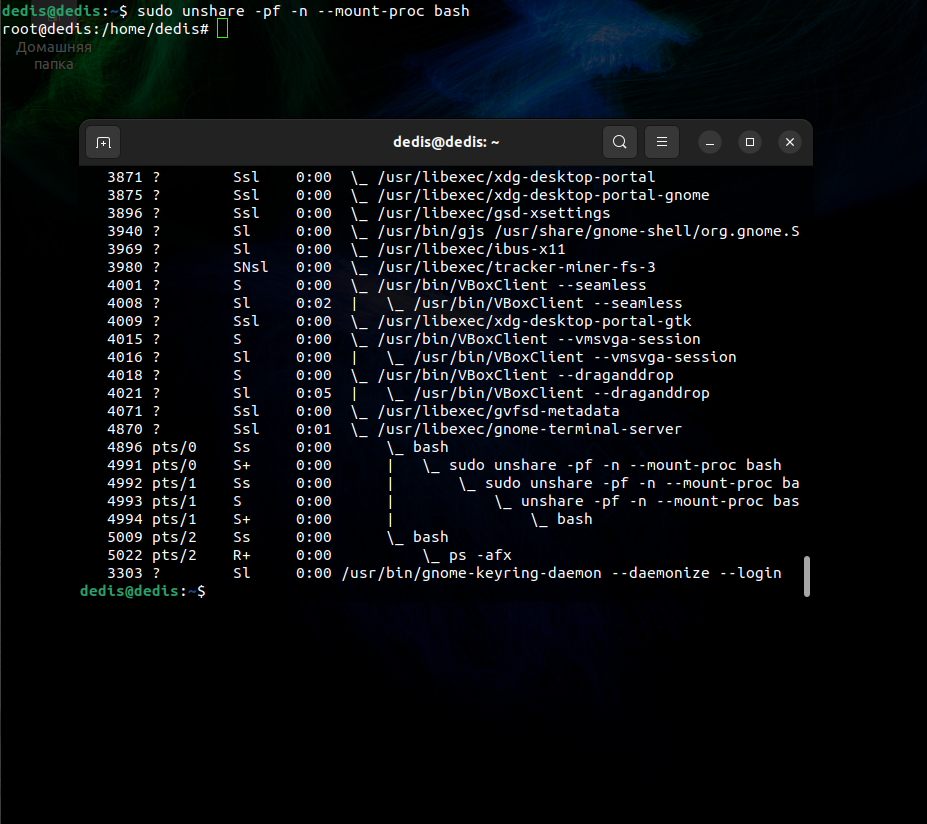 dedis@dedis:~$ sudo unshare -pf -n --mount-proc bash
root@dedis:/home/dedis#
Домашняя
папка
dedis@dedis: ~
3871 ? Ssl 0:00 \_ /usr/libexec/xdg-desktop-portal
3875 ? Ssl 0:00 \_ /usr/libexec/xdg-desktop-portal-gnome
3896 ? Ssl 0:00 \_ /usr/libexec/gsd-xsettings
3940 ? Sl 0:00 \_ /usr/bin/gjs /usr/share/gnome-shell/org.gnome.S
3969 ? Sl 0:00 \_ /usr/libexec/ibus-x11
3980 ? SNsl 0:00 \_ /usr/libexec/tracker-miner-fs-3
4001 ? S 0:00 \_ /usr/bin/VBoxClient --seamless
4008 ? Sl 0:02 | \_ /usr/bin/VBoxClient --seamless
4009 ? Ssl 0:00 \_ /usr/libexec/xdg-desktop-portal-gtk
4015 ? S 0:00 \_ /usr/bin/VBoxClient --vmsvga-session
4016 ? Sl 0:00 | \_ /usr/bin/VBoxClient --vmsvga-session
4018 ? S 0:00 \_ /usr/bin/VBoxClient --draganddrop
4021 ? Sl 0:05 | \_ /usr/bin/VBoxClient --draganddrop
4071 ? Ssl 0:00 \_ /usr/libexec/gvfsd-metadata
4870 ? Ssl 0:01 \_ /usr/libexec/gnome-terminal-server
4896 pts/0 Ss 0:00 \_ bash
4991 pts/0 S+ 0:00 | \_ sudo unshare -pf -n --mount-proc bash
4992 pts/1 Ss 0:00 | \_ sudo unshare -pf -n --mount-proc ba
4993 pts/1 S 0:00 | \_ unshare -pf -n --mount-proc bas
4994 pts/1 S+ 0:00 | \_ bash
5009 pts/2 Ss 0:00 \_ bash
5022 pts/2 R+ 0:00 \_ ps -afx
3303 ? Sl 0:00 /usr/bin/gnome-keyring-daemon --daemonize --login
dedis@dedis:~$